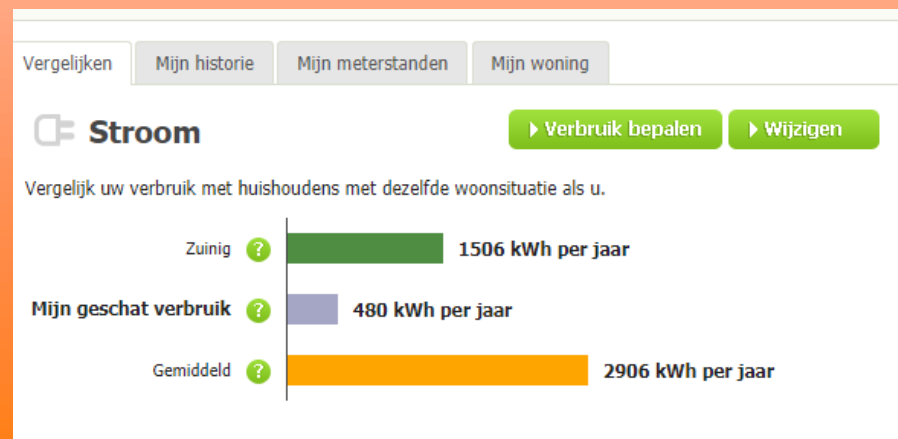 Vergelijken Mijn historie Mijn meterstanden Mijn woning
Stroom Verbruik bepalen Wijzigen
Vergelijk uw verbruik met huishoudens met dezelfde woonsituatie als u.
Zuinig ? 1506 kWh per jaar
Mijn geschat verbruik ? 480 kWh per jaar
Gemiddeld ? 2906 kWh per jaar